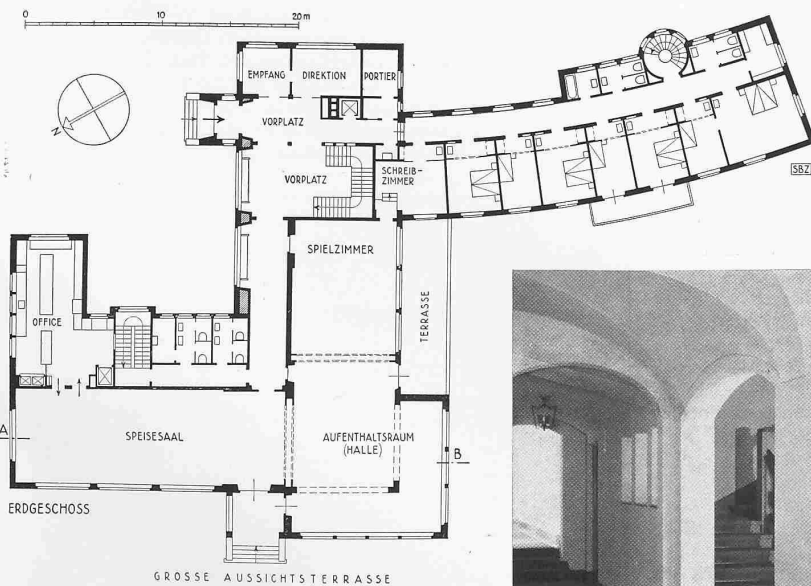 0 10 20m
EMPFANG DIREKTION PORTIER
VORPLATZ
N
VORPLATZ
SCHREIB-
ZIMMER
SBZ
SPIELZIMMER
OFFICE
TERRASSE
A
SPEISESAAL
AUFENTHALTSRAUM
(HALLE)
B
ERDGESCHOSS
GROSSE AUSSICHTSTERRASSE